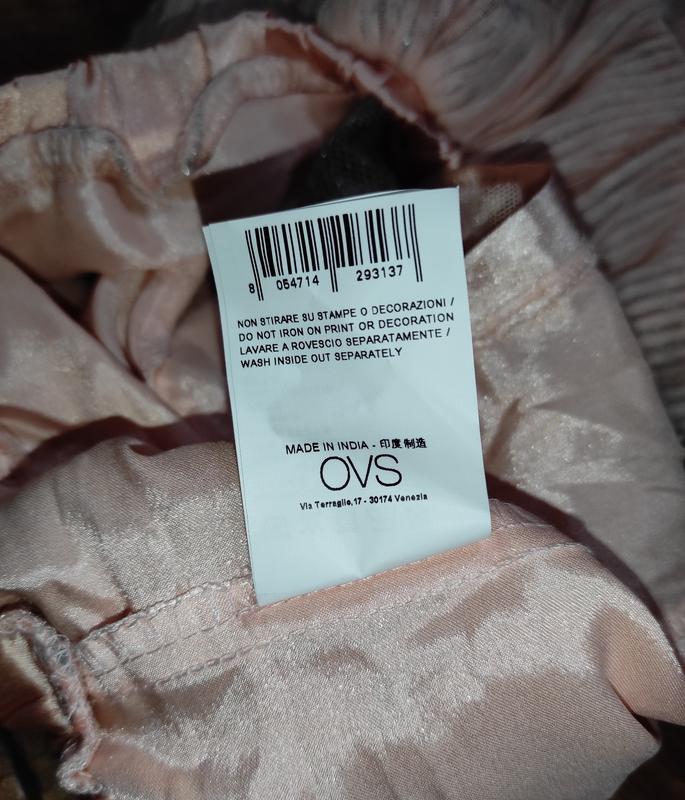 8 054714 293137
NON STIRARE SU STAMPE O DECORAZIONI /
DO NOT IRON ON PRINT OR DECORATION
LAVARE A ROVESCIO SEPARATAMENTE /
WASH INSIDE OUT SEPARATELY
MADE IN INDIA - 印度制造
OVS
Via Terraglio,17 - 30174 Venezia